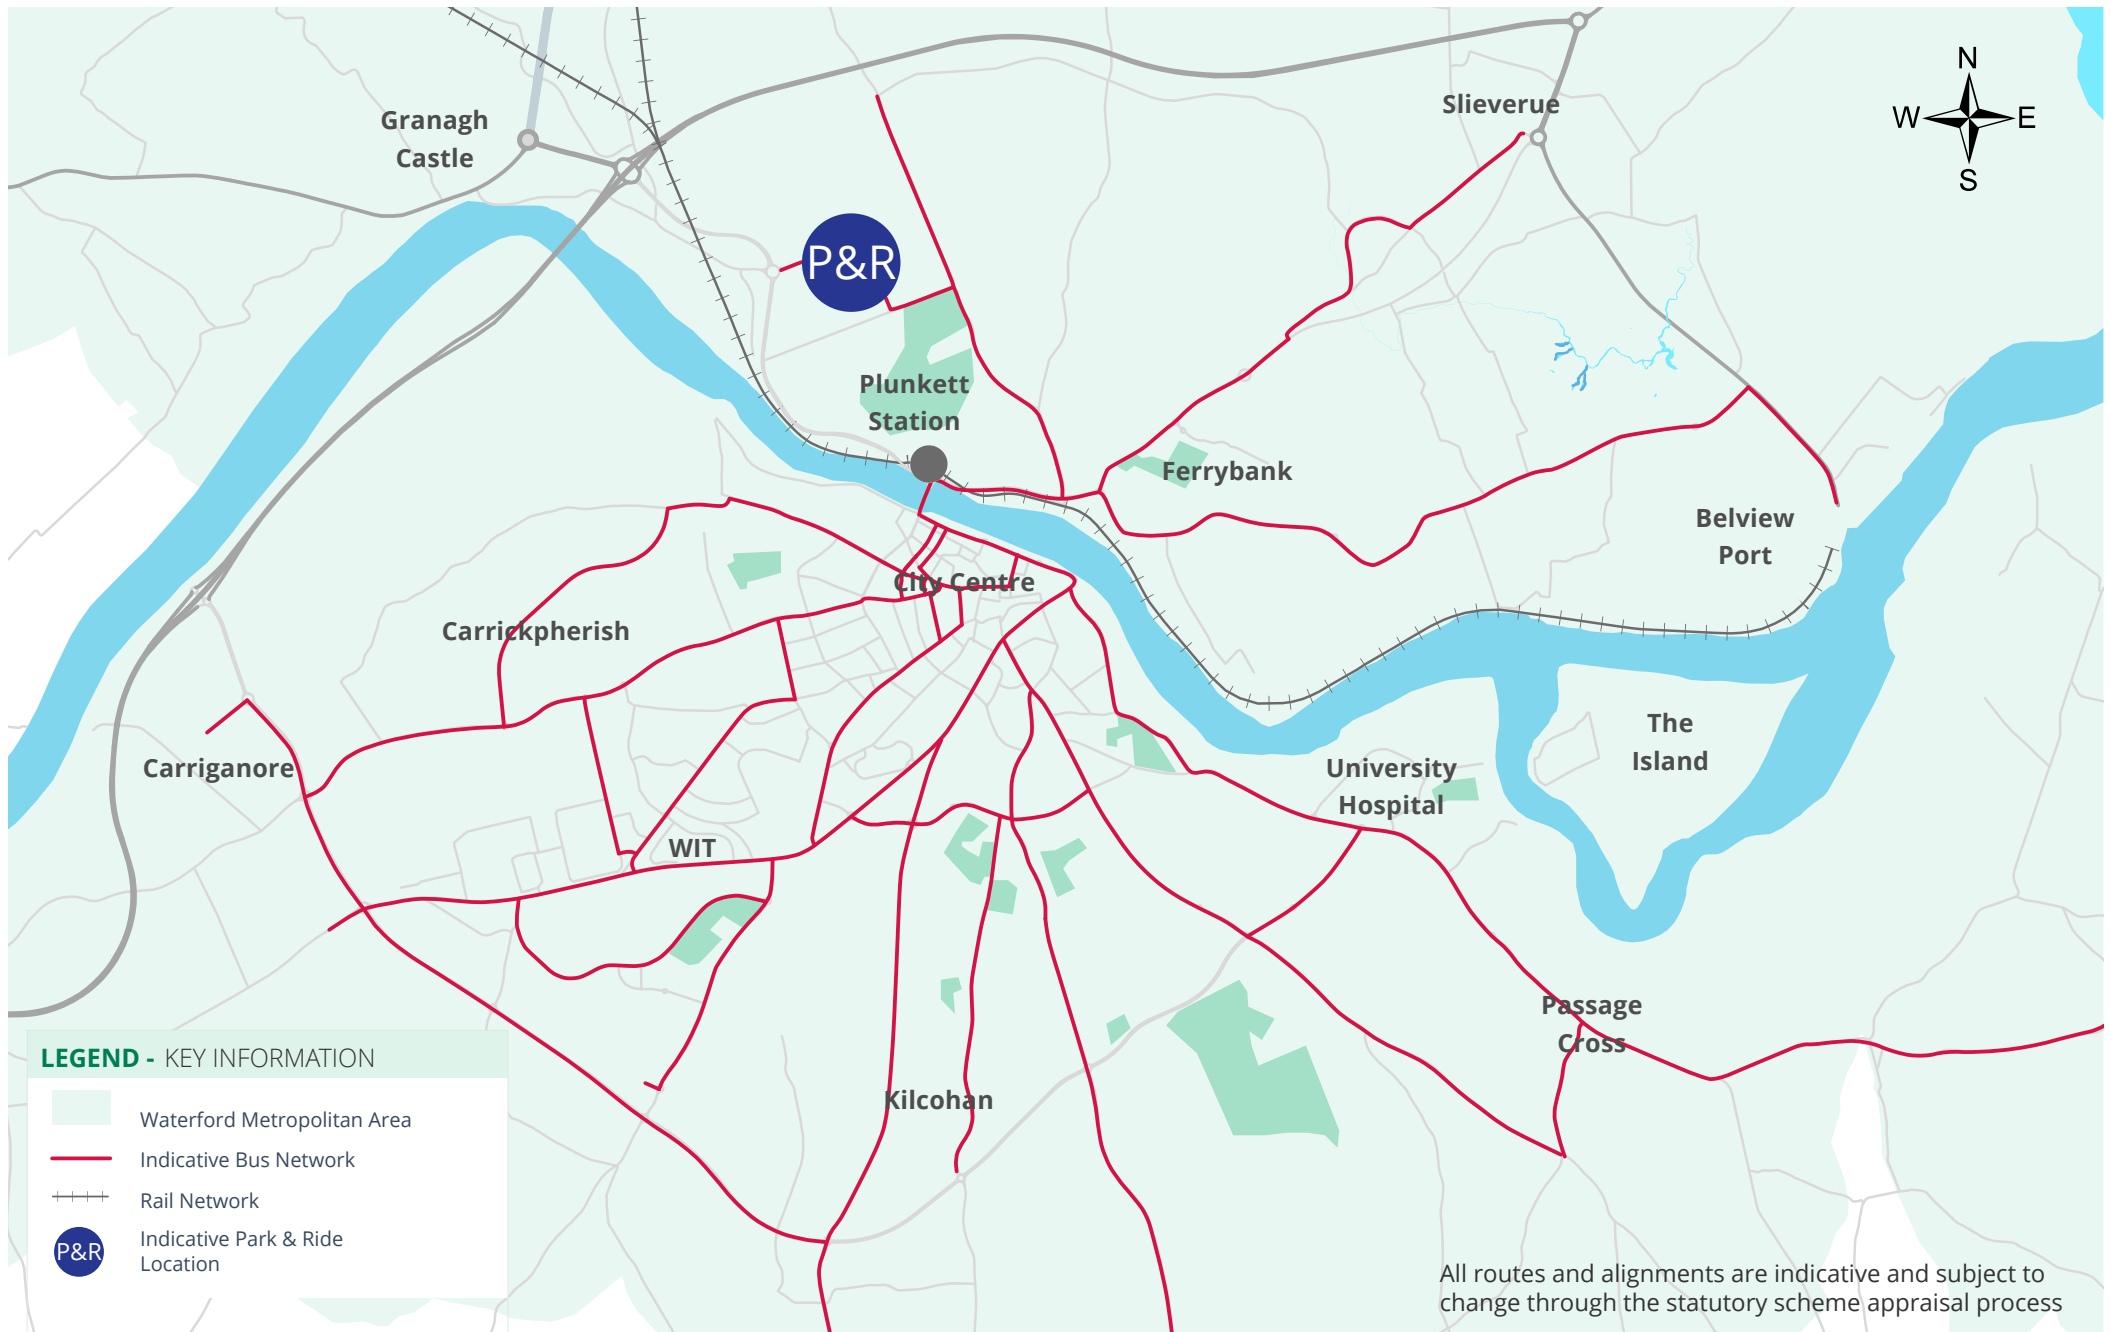 N
Slieverue
Granagh
Castle
W
E
S
P&R
Plunkett
Station
Ferrybank
Belview
Port
City Centre
Carrickpherish
The
Island
Carriganore
University
Hospital
WIT
Passage
Cross
Kilcohan
LEGEND - KEY INFORMATION
Waterford Metropolitan Area
Indicative Bus Network
Rail Network
P&R
Indicative Park & Ride
Location
All routes and alignments are indicative and subject to
change through the statutory scheme appraisal process